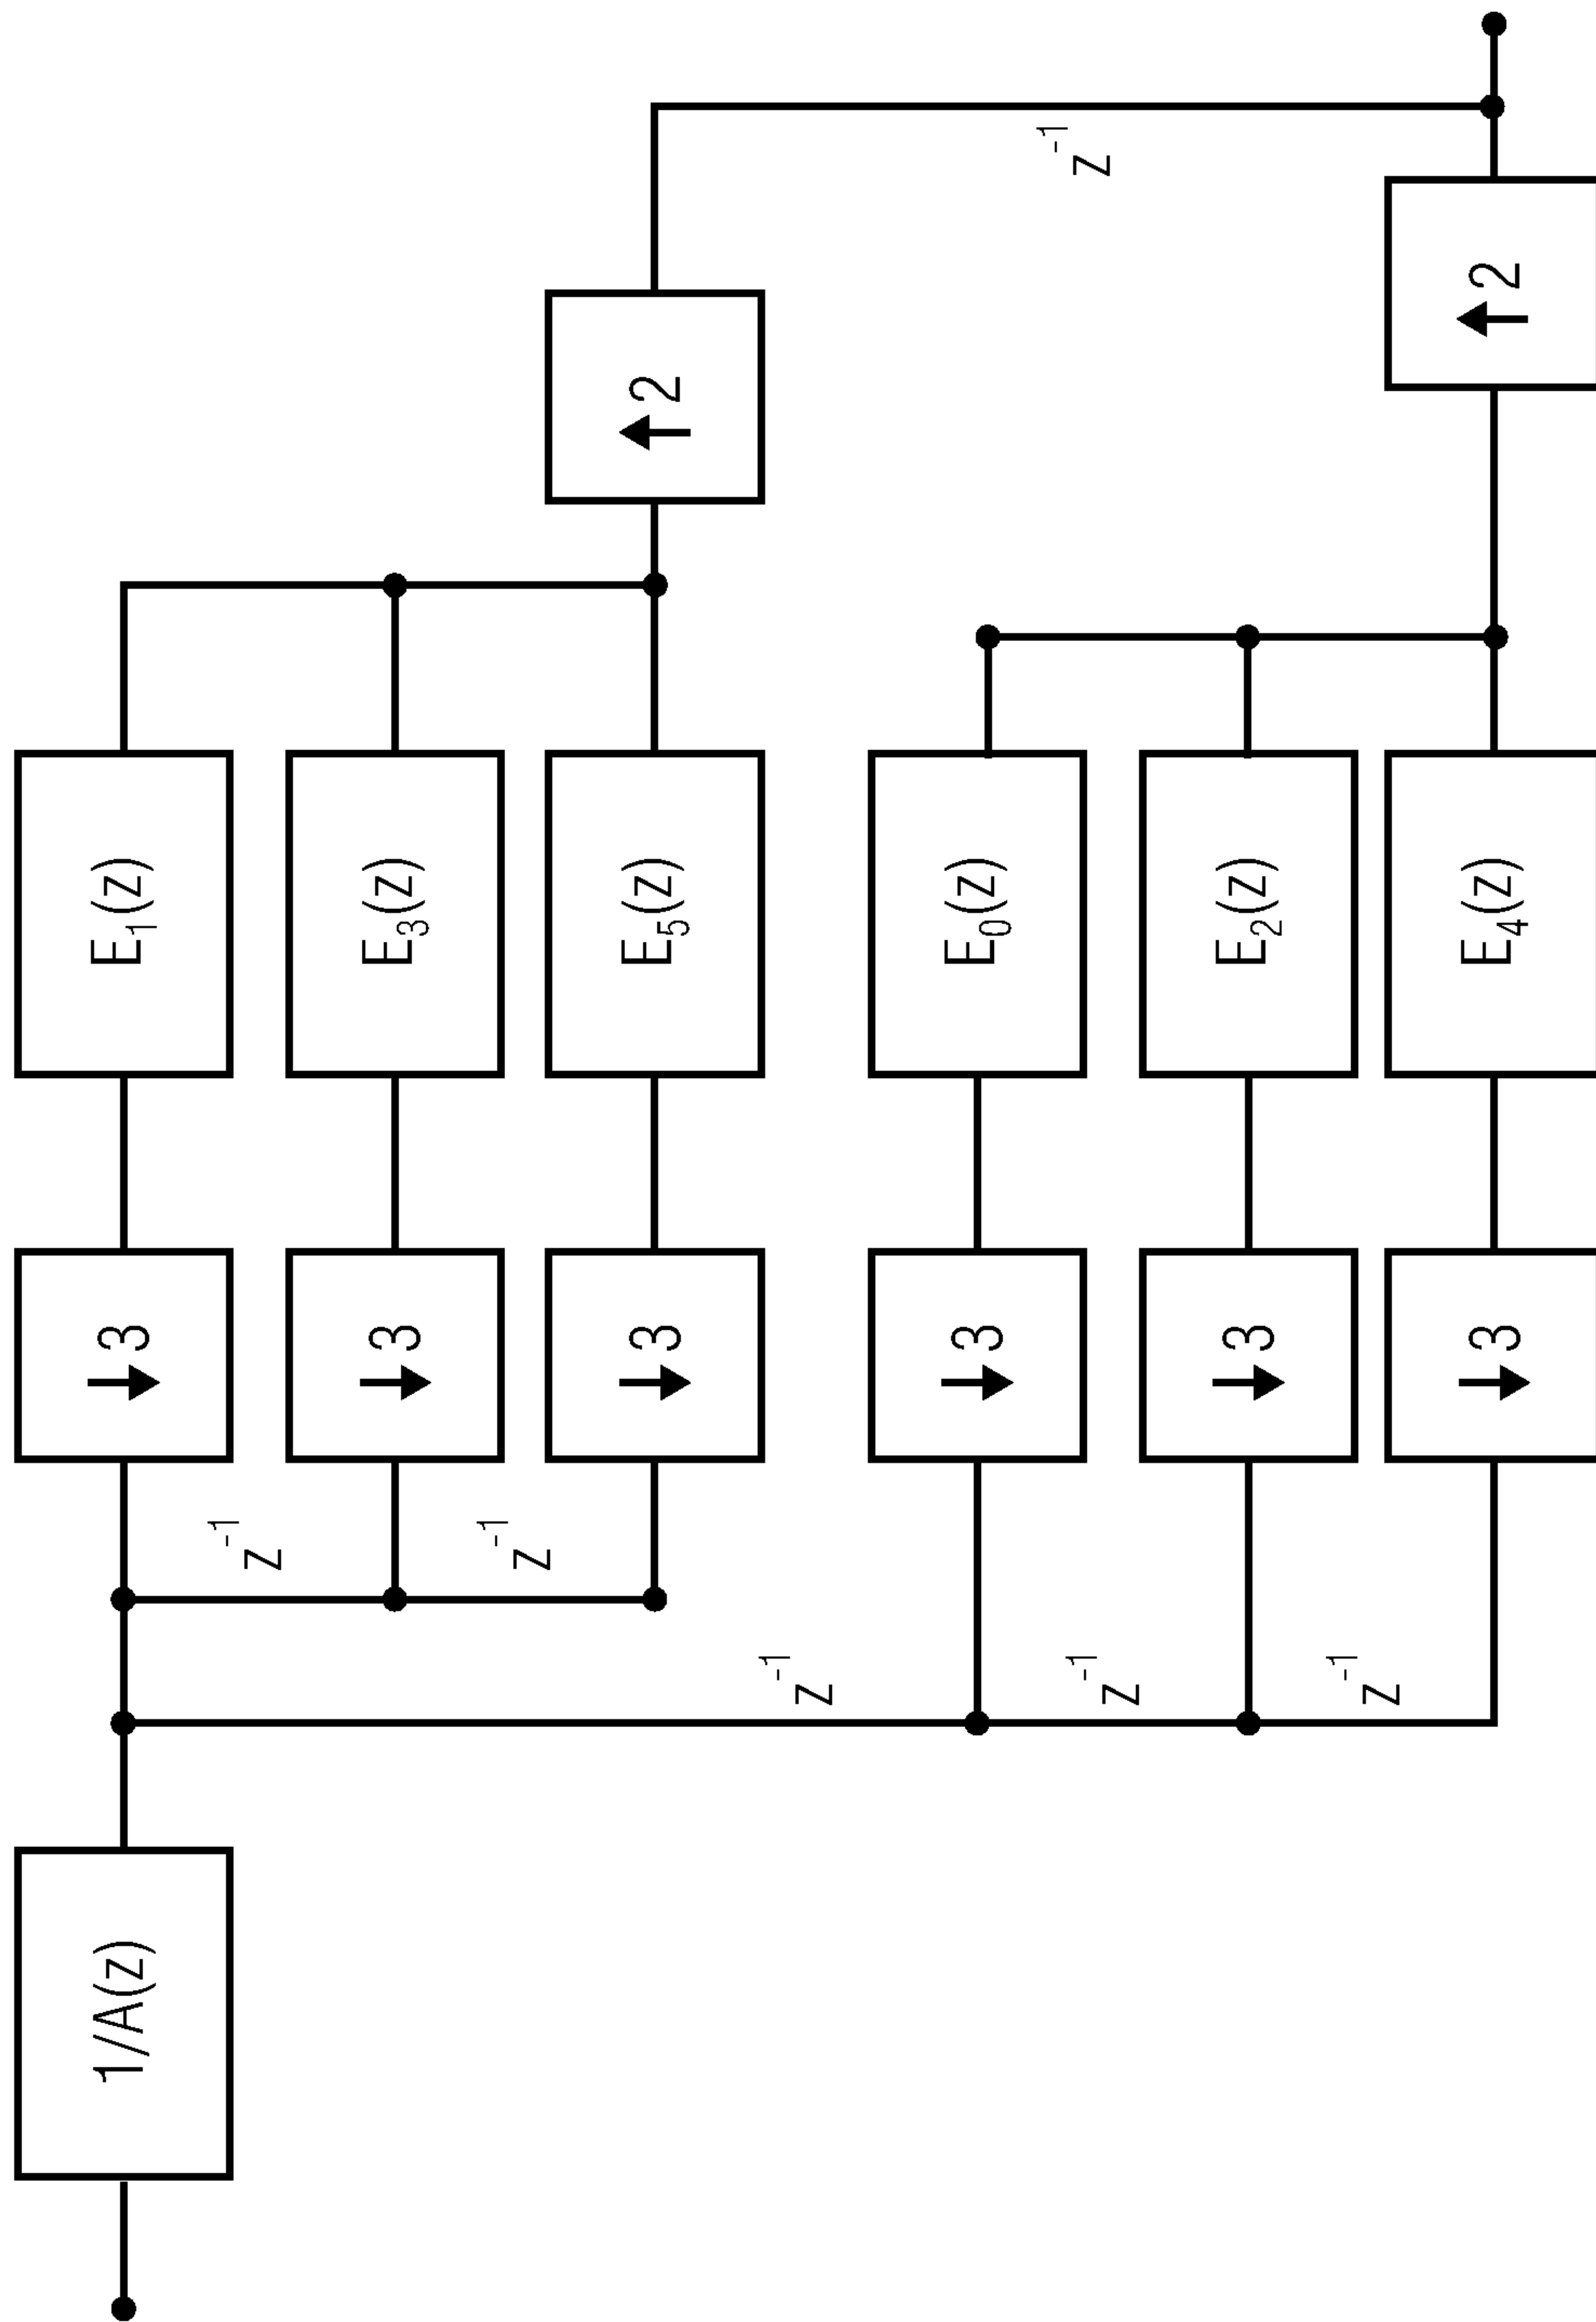 1/A(z) ↓3 E₁(z)
z⁻¹
↓3 E₃(z)
z⁻¹
↓3 E₅(z) ↑2
z⁻¹
↓3 E₀(z)
z⁻¹ z⁻¹
↓3 E₂(z)
z⁻¹
↓3 E₄(z) ↑2